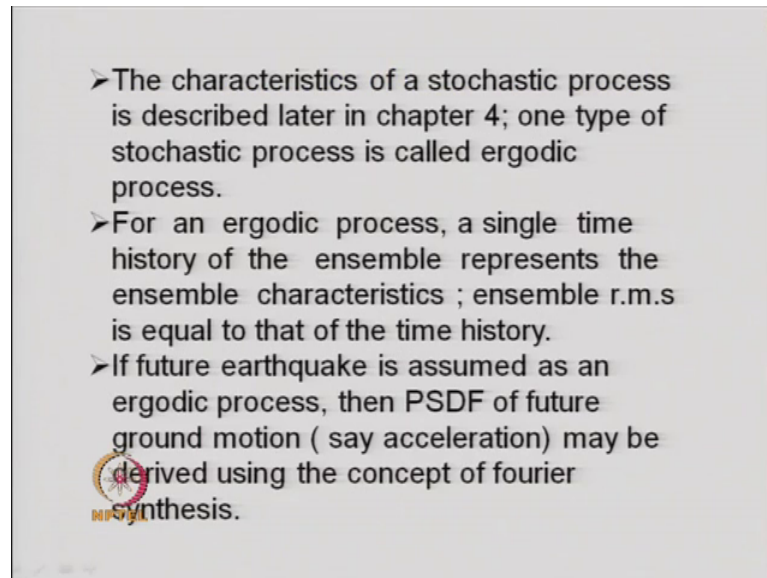 ➢The characteristics of a stochastic process
is described later in chapter 4; one type of
stochastic process is called ergodic
process.
➢For an ergodic process, a single time
history of the ensemble represents the
ensemble characteristics ; ensemble r.m.s
is equal to that of the time history.
➢If future earthquake is assumed as an
ergodic process, then PSDF of future
ground motion ( say acceleration) may be
derived using the concept of fourier
synthesis.
NPTEL